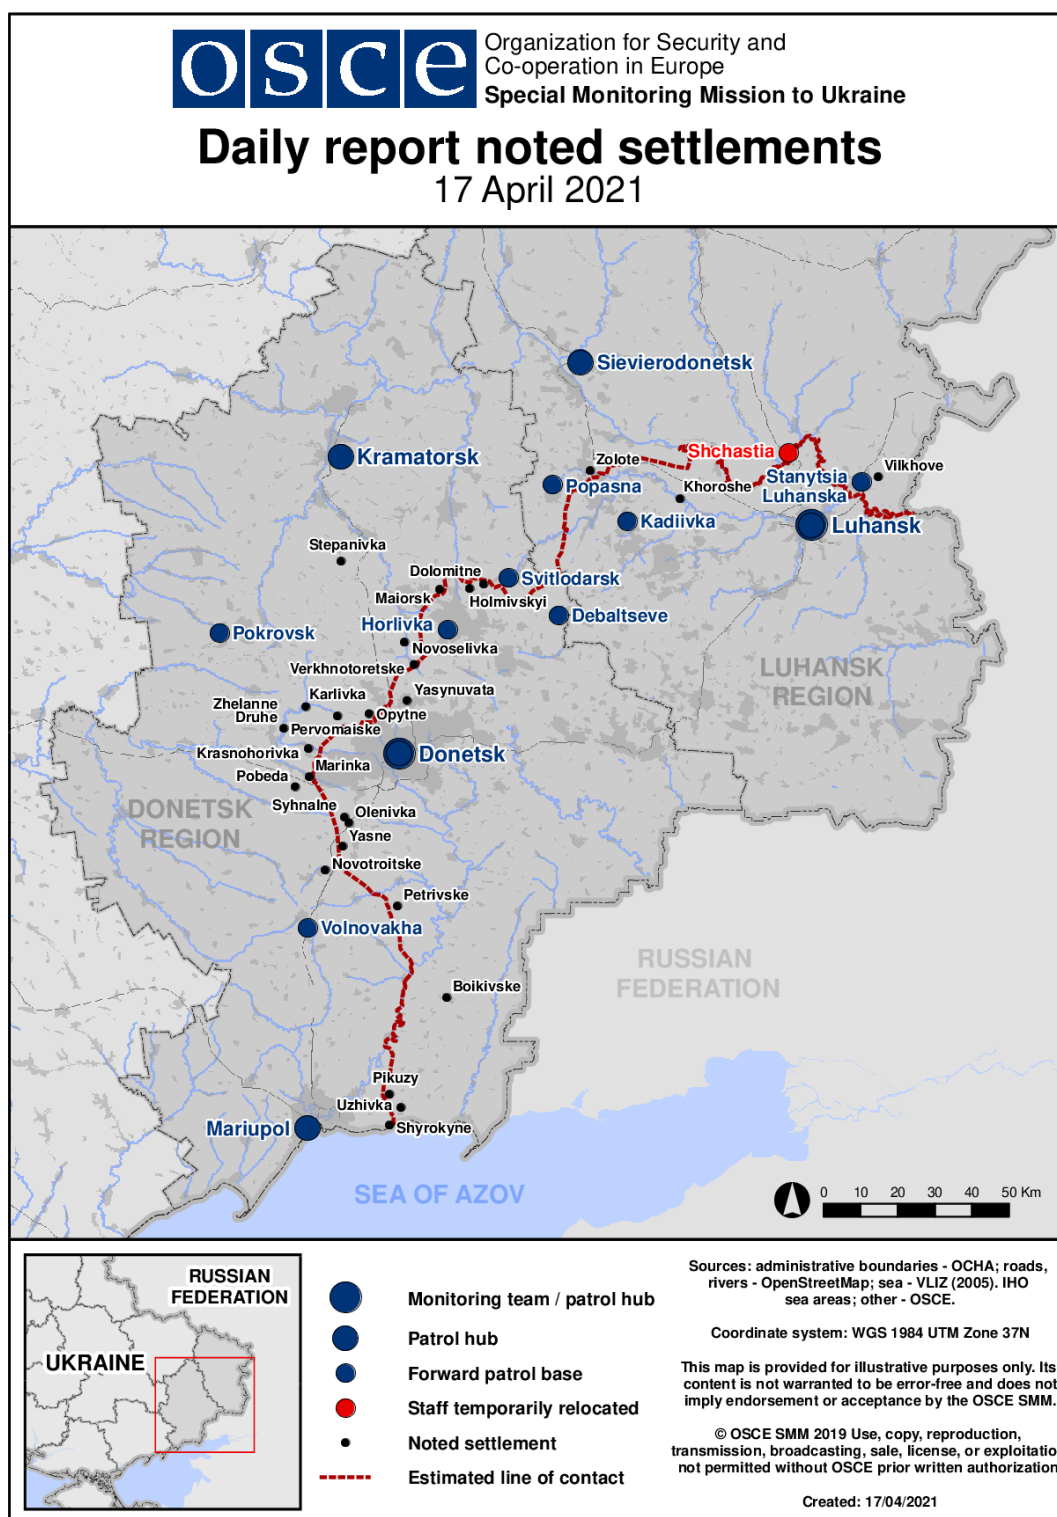 osce
Organization for Security and
Co-operation in Europe
Special Monitoring Mission to Ukraine
Daily report noted settlements
17 April 2021
Sievierodonetsk
Kramatorsk
Shchastia
Zolote
Vilkhove
Stanytsia
Luhanska
Popasna
Khoroshe
Kadiivka
Luhansk
Stepanivka
Dolomitne
Svitlodarsk
Maiorsk
Holmivskyi
Debaltseve
Horlivka
Pokrovsk
Novoselivka
Verkhnotoretske
LUHANSK
REGION
Karlivka
Yasynuvata
Zhelanne
Druhe
Opytne
Pervomaiske
Krasnohorivka
Donetsk
Marinka
Pobeda
Syhnalne
DONETSK
REGION
Olenivka
Yasne
Novotroitske
Petrivske
Volnovakha
RUSSIAN
FEDERATION
Boikivske
Pikuzy
Uzhivka
Mariupol
Shyrokyne
SEA OF AZOV
0 10 20 30 40 50 Km
RUSSIAN
FEDERATION
UKRAINE
Monitoring team / patrol hub
Patrol hub
Forward patrol base
Staff temporarily relocated
Noted settlement
Estimated line of contact
Sources: administrative boundaries - OCHA; roads,
rivers - OpenStreetMap; sea - VLIZ (2005). IHO
sea areas; other - OSCE.
Coordinate system: WGS 1984 UTM Zone 37N
This map is provided for illustrative purposes only. Its
content is not warranted to be error-free and does not
imply endorsement or acceptance by the OSCE SMM.
© OSCE SMM 2019 Use, copy, reproduction,
transmission, broadcasting, sale, license, or exploitatio
not permitted without OSCE prior written authorization
Created: 17/04/2021